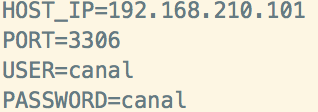 HOST_IP=192.168.210.101
PORT=3306
USER=canal
PASSWORD=canal